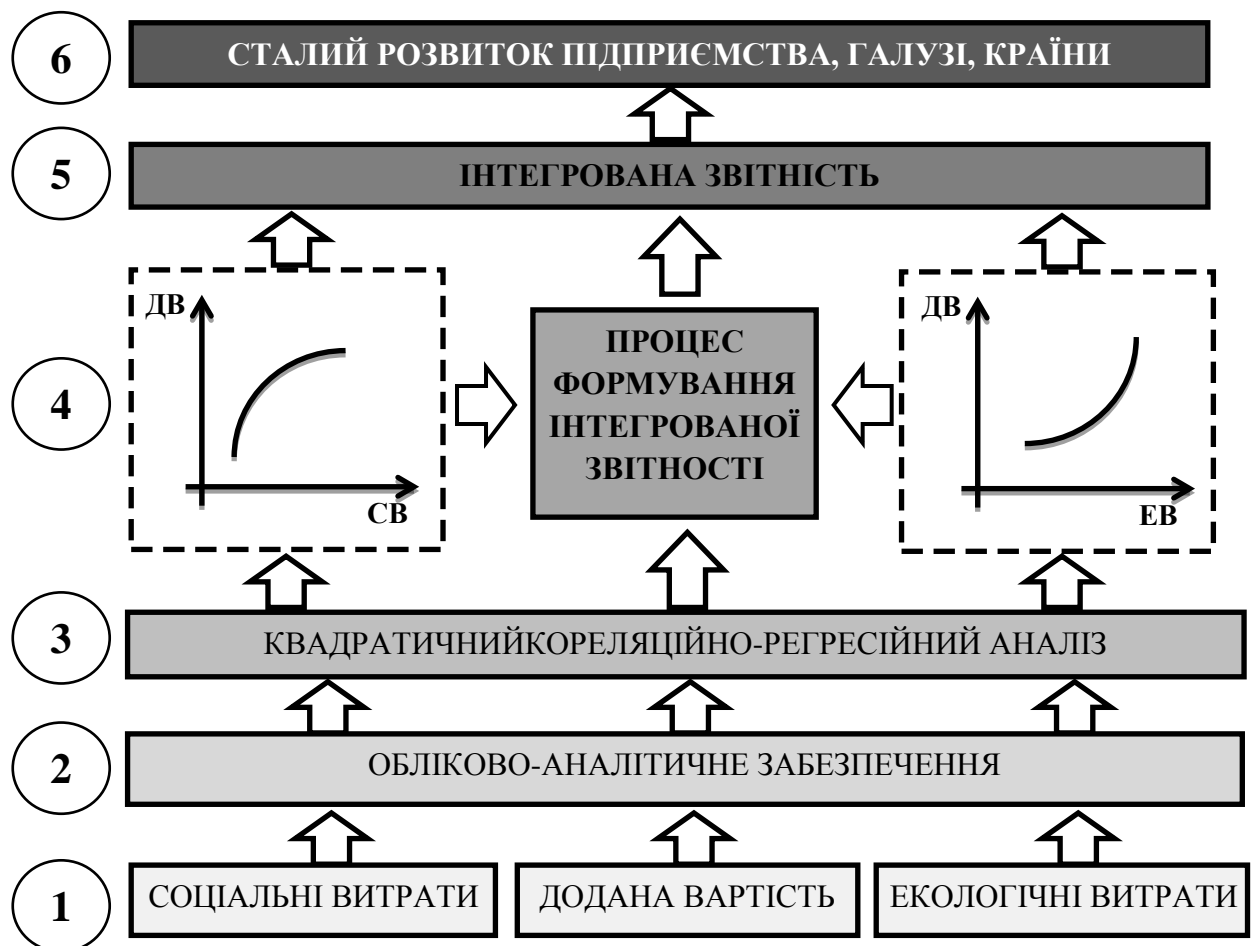 6
СТАЛИЙ РОЗВИТОК ПІДПРИЄМСТВА, ГАЛУЗІ, КРАЇНИ
5
ІНТЕГРОВАНА ЗВІТНІСТЬ
4
ДВ
СВ
ПРОЦЕС
ФОРМУВАННЯ
ІНТЕГРОВАНОЇ
ЗВІТНОСТІ
ДВ
ЕВ
3
КВАДРАТИЧНИЙКОРЕЛЯЦІЙНО-РЕГРЕСІЙНИЙ АНАЛІЗ
2
ОБЛІКОВО-АНАЛІТИЧНЕ ЗАБЕЗПЕЧЕННЯ
1
СОЦІАЛЬНІ ВИТРАТИ
ДОДАНА ВАРТІСТЬ
ЕКОЛОГІЧНІ ВИТРАТИ